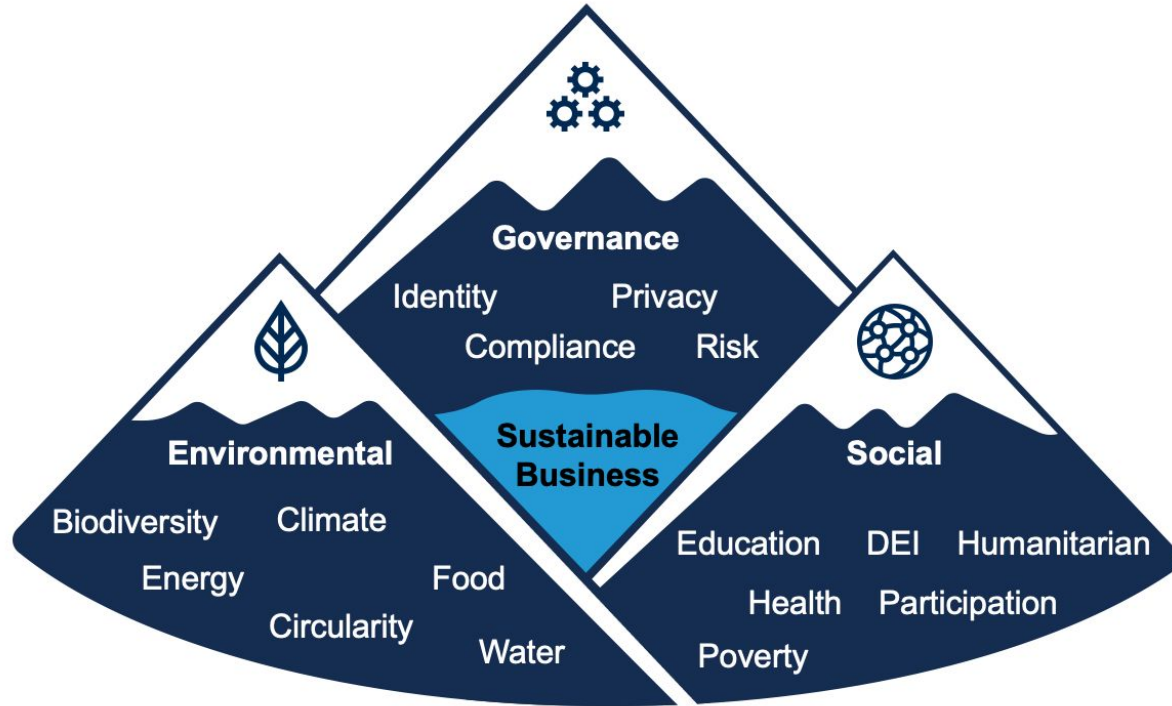 Governance
Identity Privacy
Compliance Risk
Sustainable
Business
Environmental
Biodiversity Climate
Energy Food
Circularity
Water
Social
Education DEI Humanitarian
Health Participation
Poverty